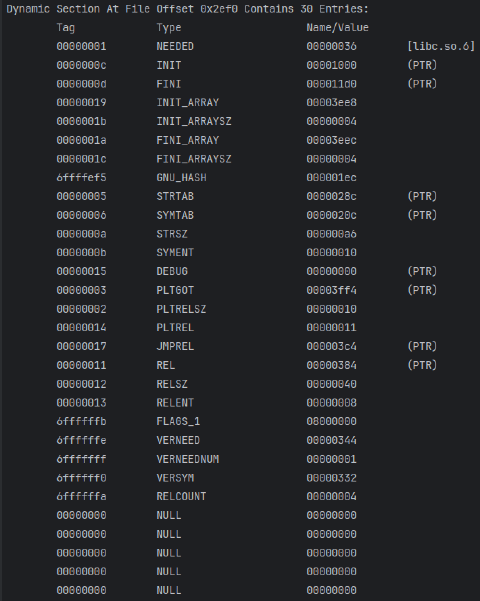 Dynamic Section At File Offset 0x2ef0 Contains 30 Entries:
Tag Type Name/Value
00000001 NEEDED 00000036 [libc.so.6]
0000000c INIT 00001000 (PTR)
0000000d FINI 000011d0 (PTR)
00000019 INIT_ARRAY 00003ee8
0000001b INIT_ARRAYSZ 00000004
0000001a FINI_ARRAY 00003eec
0000001c FINI_ARRAYSZ 00000004
6ffffef5 GNU_HASH 000001ec
00000005 STRTAB 0000028c (PTR)
00000006 SYMTAB 0000020c (PTR)
0000000a STRSZ 000000a6
0000000b SYMENT 00000010
00000015 DEBUG 00000000 (PTR)
00000003 PLTGOT 00003ff4 (PTR)
00000002 PLTRELSZ 00000010
00000014 PLTREL 00000011
00000017 JMPREL 000003c4 (PTR)
00000011 REL 00000384 (PTR)
00000012 RELSZ 00000040
00000013 RELENT 00000008
6ffffffb FLAGS_1 08000000
6ffffffe VERNEED 00000344
6fffffff VERNEEDNUM 00000001
6ffffff0 VERSYM 00000332
6ffffffa RELCOUNT 00000004
00000000 NULL 00000000
00000000 NULL 00000000
00000000 NULL 00000000
00000000 NULL 00000000
00000000 NULL 00000000